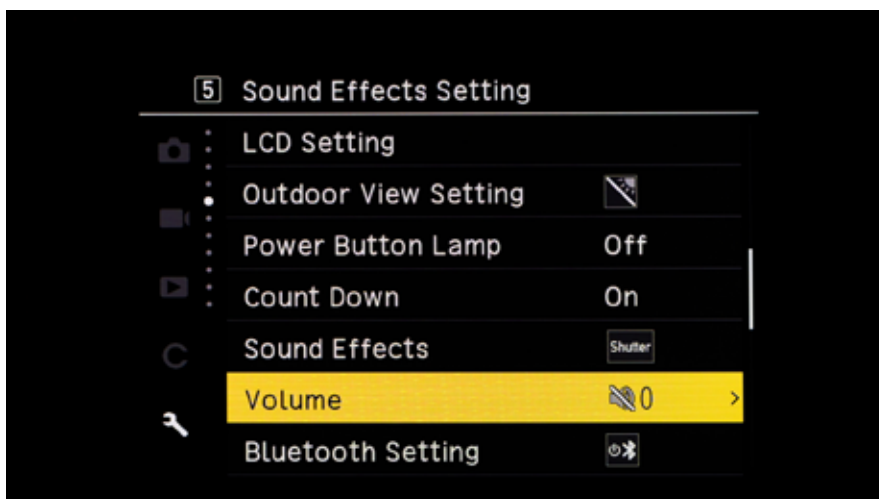 5 Sound Effects Setting
LCD Setting
Outdoor View Setting
Power Button Lamp Off
Count Down On
Sound Effects Shutter
Volume 0 >
Bluetooth Setting
C